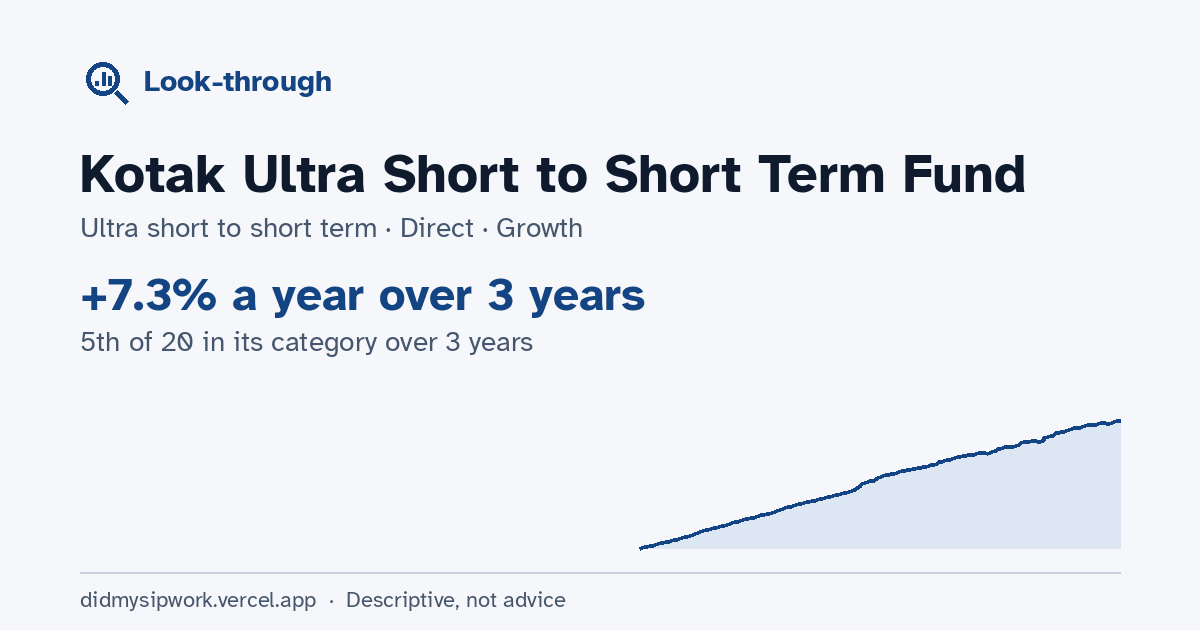 Look-through
Kotak Ultra Short to Short Term Fund
Ultra short to short term · Direct · Growth
+7.3% a year over 3 years
5th of 20 in its category over 3 years
didmysipwork.vercel.app · Descriptive, not advice